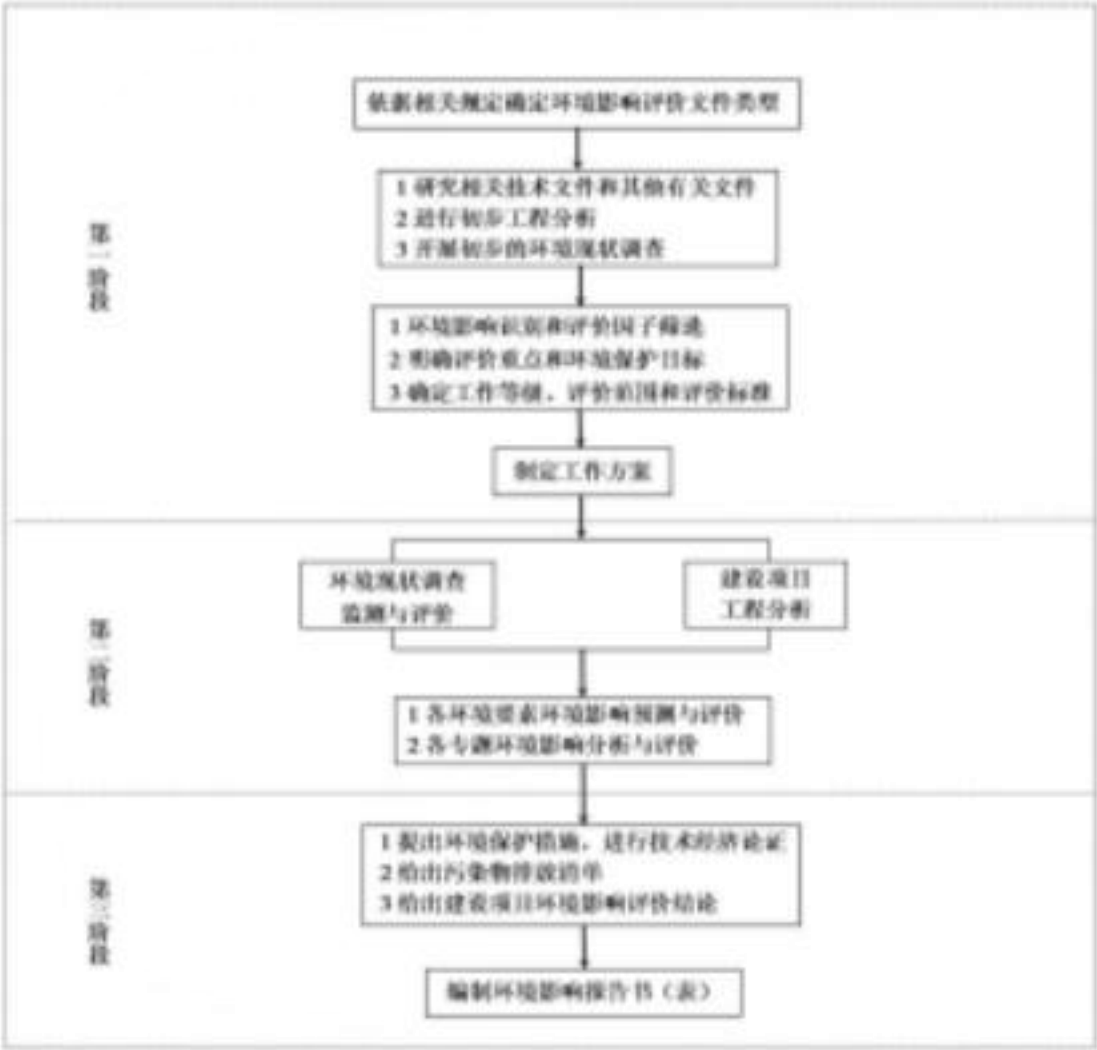 依据相关规定确定环境影响评价文件类型
1 研究相关技术文件和其他有关文件
2 进行初步工程分析
3 开展初步的环境现状调查
第一阶段
1 环境影响识别和评价因子筛选
2 明确评价重点和环境保护目标
3 确定工作等级、评价范围和评价标准
制定工作方案
环境现状调查
监测与评价
建设项目
工程分析
第二阶段
1 各环境要素环境影响预测与评价
2 各专题环境影响分析与评价
1 提出环境保护措施，进行技术经济论证
2 给出污染物排放清单
3 给出建设项目环境影响评价结论
第三阶段
编制环境影响报告书（表）